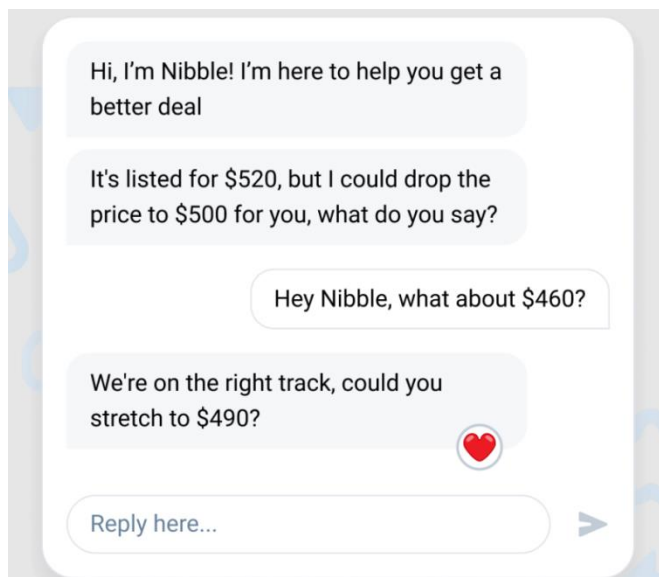 Hi, I’m Nibble! I’m here to help you get a
better deal
It's listed for $520, but I could drop the
price to $500 for you, what do you say?
Hey Nibble, what about $460?
We're on the right track, could you
stretch to $490?
Reply here...